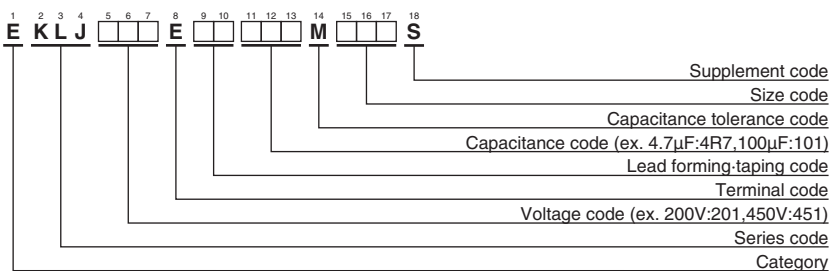 1 2 3 4 5 6 7 8 9 10 11 12 13 14 15 16 17 18
E K L J E M S
Supplement code
Size code
Capacitance tolerance code
Capacitance code (ex. 4.7μF:4R7,100μF:101)
Lead forming·taping code
Terminal code
Voltage code (ex. 200V:201,450V:451)
Series code
Category